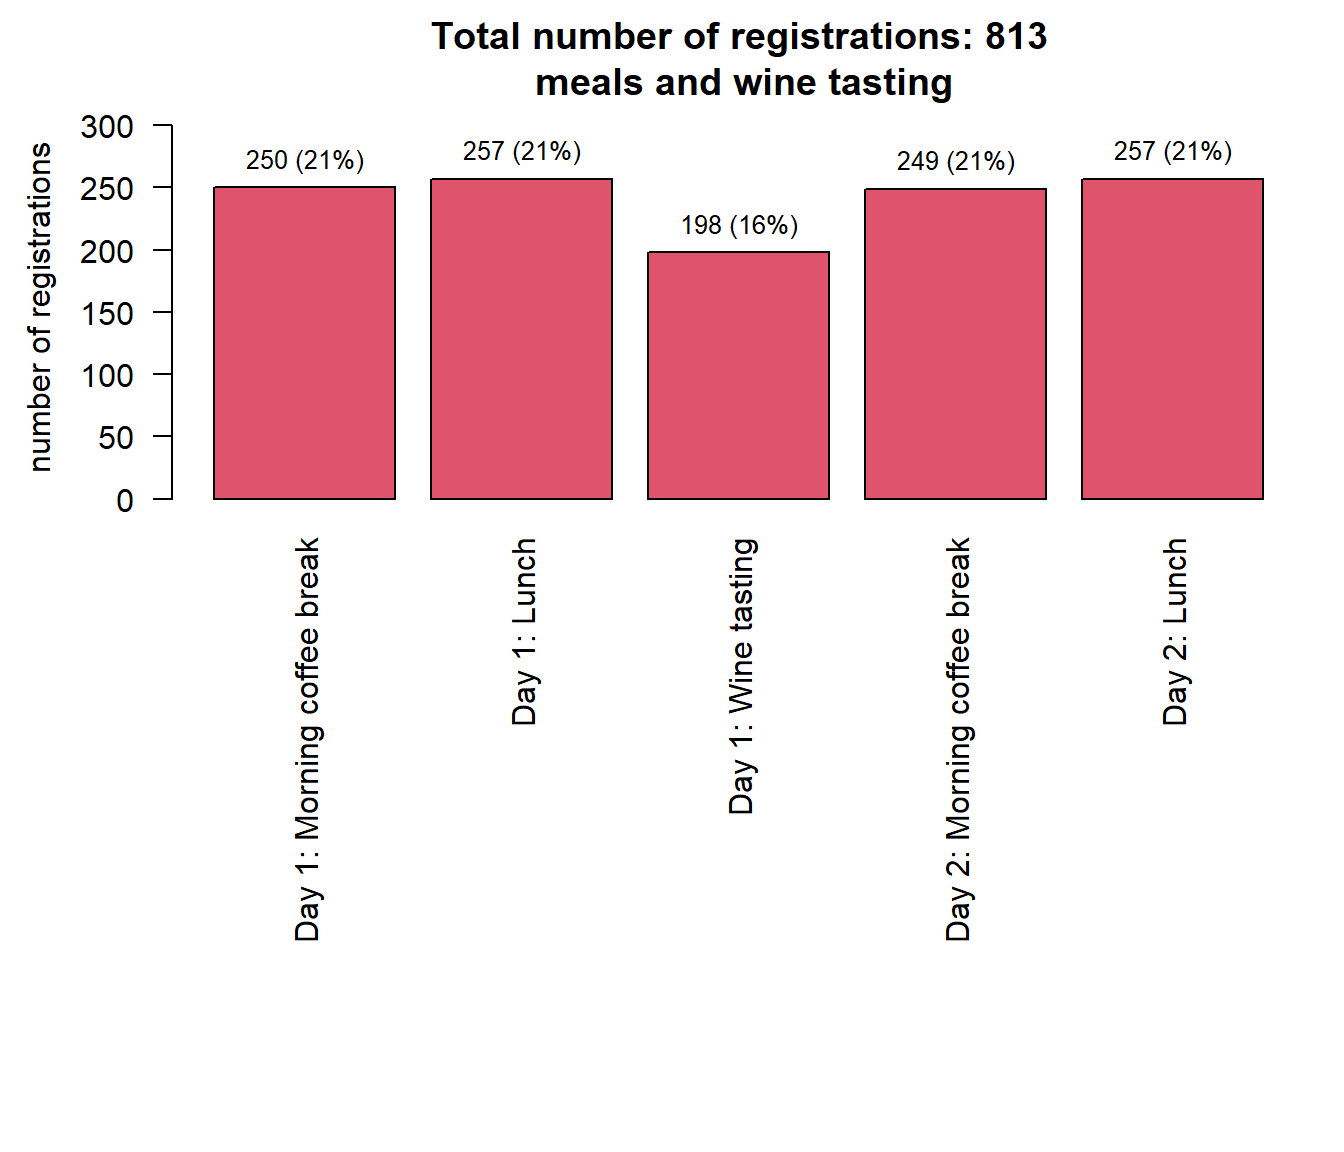 Total number of registrations: 813
meals and wine tasting
number of registrations
300
250
200
150
100
50
0
250 (21%)
257 (21%)
198 (16%)
249 (21%)
257 (21%)
Day 1: Morning coffee break
Day 1: Lunch
Day 1: Wine tasting
Day 2: Morning coffee break
Day 2: Lunch